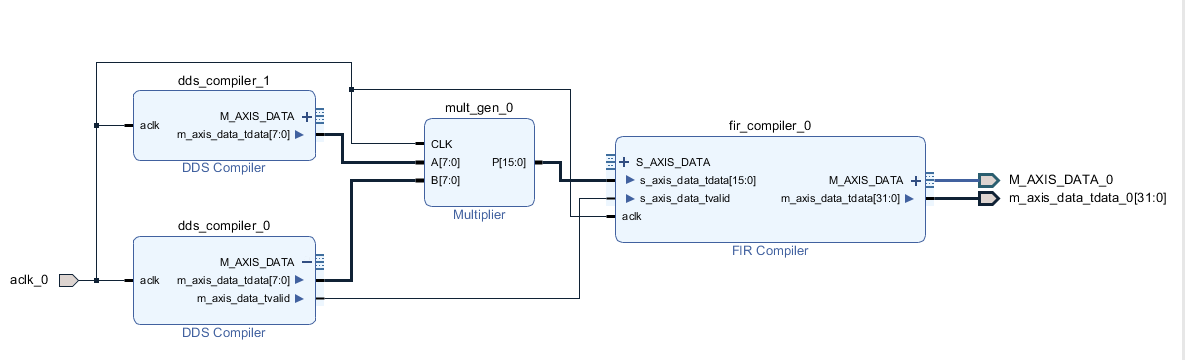 dds_compiler_1
M_AXIS_DATA
aclk
m_axis_data_tdata[7:0]
DDS Compiler
mult_gen_0
CLK
A[7:0]
P[15:0]
B[7:0]
Multiplier
fir_compiler_0
S_AXIS_DATA
s_axis_data_tdata[15:0]
M_AXIS_DATA
s_axis_data_tvalid
m_axis_data_tdata[31:0]
aclk
FIR Compiler
M_AXIS_DATA_0
m_axis_data_tdata_0[31:0]
dds_compiler_0
M_AXIS_DATA
aclk_0
aclk
m_axis_data_tdata[7:0]
m_axis_data_tvalid
DDS Compiler